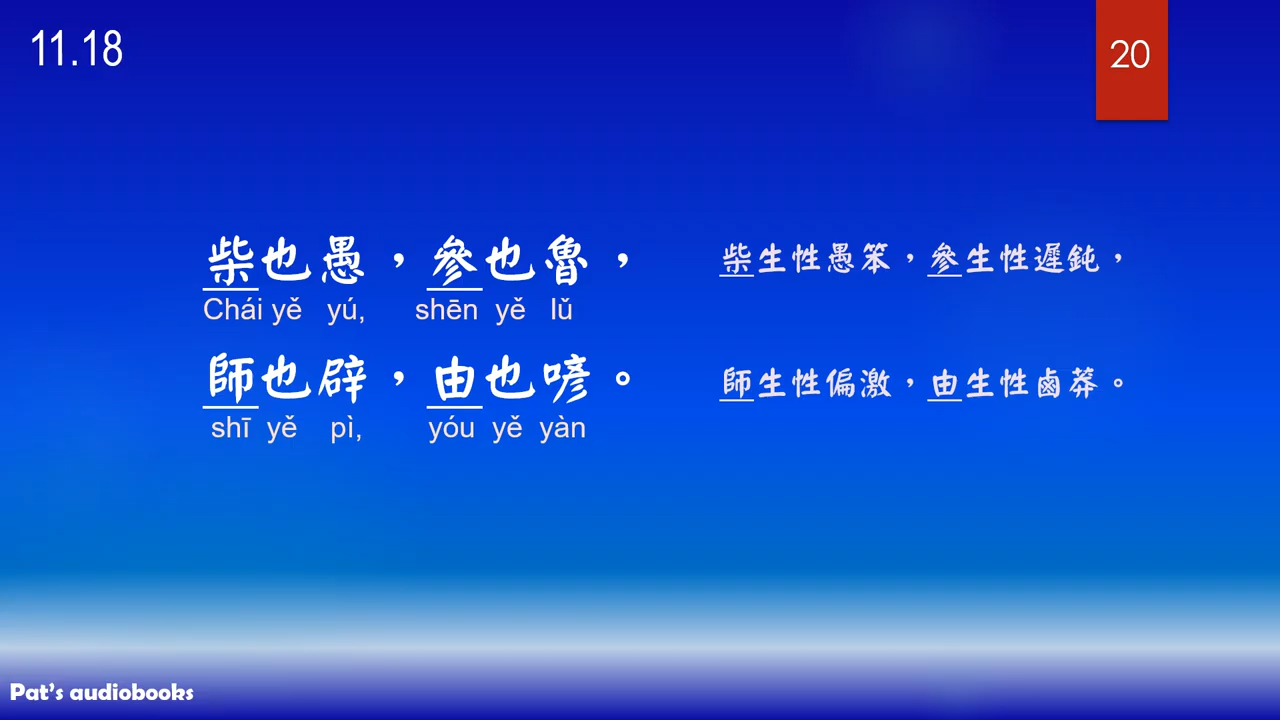 11.18
20
柴也愚，參也魯，
Chái yě yú, shēn yě lǔ
師也辟，由也喭。
shī yě pì, yóu yě yàn
柴生性愚笨，參生性遲鈍，
師生性偏激，由生性鹵莽。
Pat's audiobooks